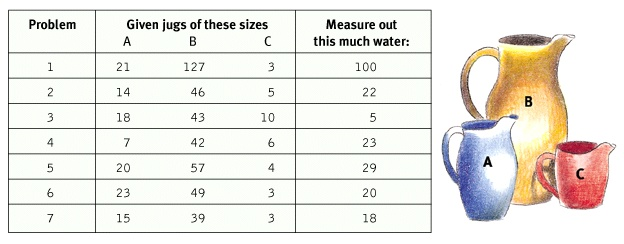 Problem Given jugs of these sizes Measure out
A B C this much water:
1 21 127 3 100
2 14 46 5 22
3 18 43 10 5
4 7 42 6 23
5 20 57 4 29
6 23 49 3 20
7 15 39 3 18
B
A
C